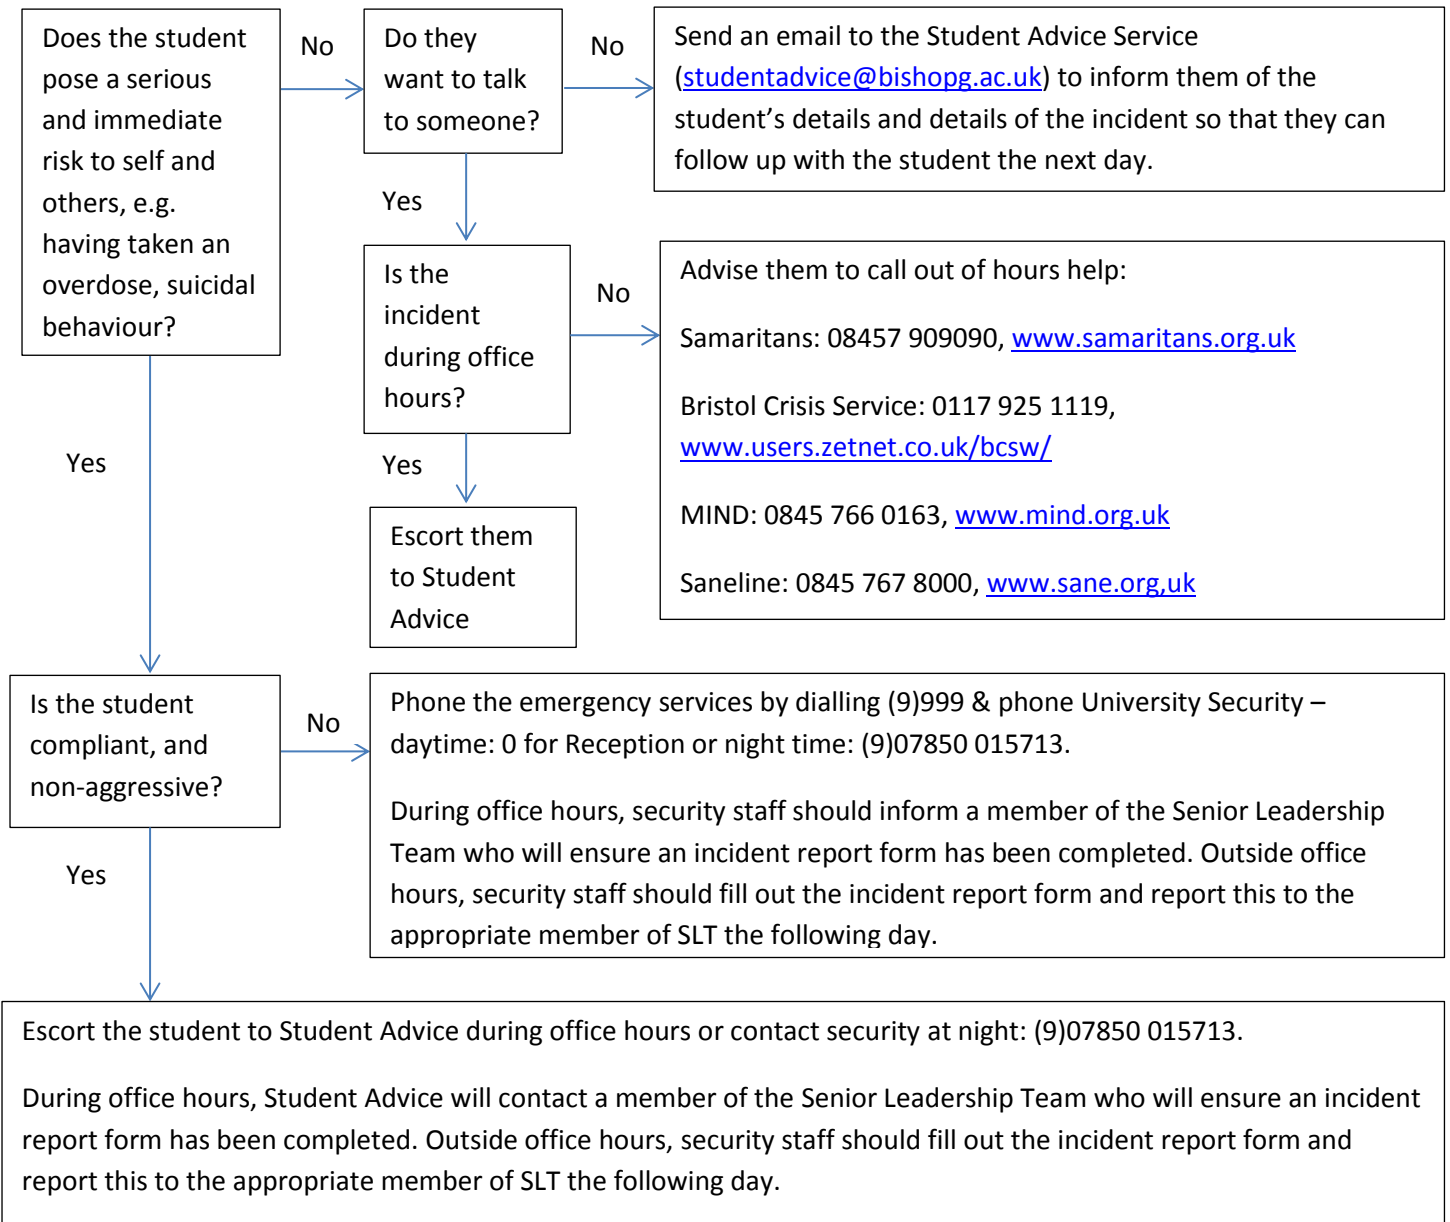 Does the student
pose a serious
and immediate
risk to self and
others, e.g.
having taken an
overdose, suicidal
behaviour?
No
Do they
want to talk
to someone?
No
Send an email to the Student Advice Service
(studentadvice@bishopg.ac.uk) to inform them of the
student’s details and details of the incident so that they can
follow up with the student the next day.
Yes
Is the
incident
during office
hours?
No
Advise them to call out of hours help:
Samaritans: 08457 909090, www.samaritans.org.uk
Bristol Crisis Service: 0117 925 1119,
www.users.zetnet.co.uk/bcsw/
MIND: 0845 766 0163, www.mind.org.uk
Saneline: 0845 767 8000, www.sane.org,uk
Yes
Escort them
to Student
Advice
Yes
Is the student
compliant, and
non-aggressive?
No
Phone the emergency services by dialling (9)999 & phone University Security –
daytime: 0 for Reception or night time: (9)07850 015713.
During office hours, security staff should inform a member of the Senior Leadership
Team who will ensure an incident report form has been completed. Outside office
hours, security staff should fill out the incident report form and report this to the
appropriate member of SLT the following day.
Yes
Escort the student to Student Advice during office hours or contact security at night: (9)07850 015713.
During office hours, Student Advice will contact a member of the Senior Leadership Team who will ensure an incident
report form has been completed. Outside office hours, security staff should fill out the incident report form and
report this to the appropriate member of SLT the following day.